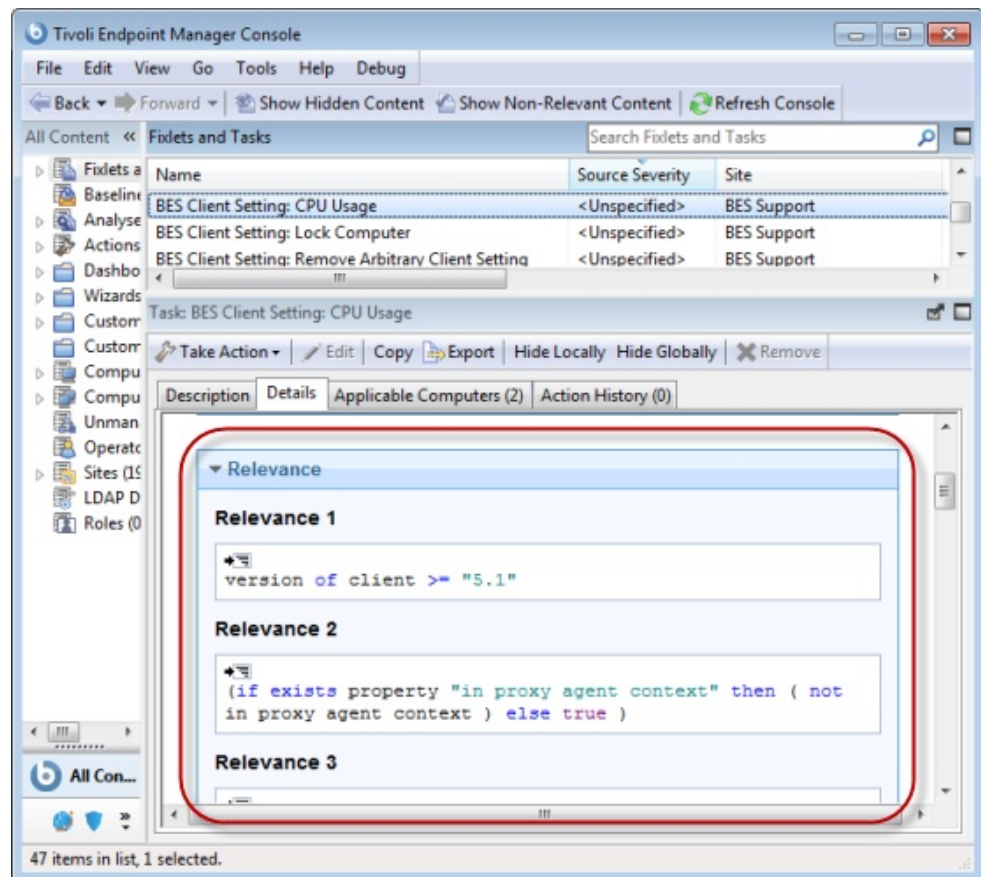 Tivoli Endpoint Manager Console
File Edit View Go Tools Help Debug
Back Forward Show Hidden Content Show Non-Relevant Content Refresh Console
All Content « Fixlets and Tasks Search Fixlets and Tasks
Name Source Severity Site
BES Client Setting: CPU Usage <Unspecified> BES Support
BES Client Setting: Lock Computer <Unspecified> BES Support
BES Client Setting: Remove Arbitrary Client Setting <Unspecified> BES Support
Fixlets a
Baseline
Analyse
Actions
Dashbo
Wizards
Custom
Custom
Compu
Compu
Unman
Operato
Sites (19
LDAP D
Roles (0
Task: BES Client Setting: CPU Usage
Take Action Edit Copy Export Hide Locally Hide Globally Remove
Description Details Applicable Computers (2) Action History (0)
Relevance
Relevance 1
version of client >= "5.1"
Relevance 2
(if exists property "in proxy agent context" then ( not
in proxy agent context ) else true )
Relevance 3
All Con...
»
47 items in list, 1 selected.